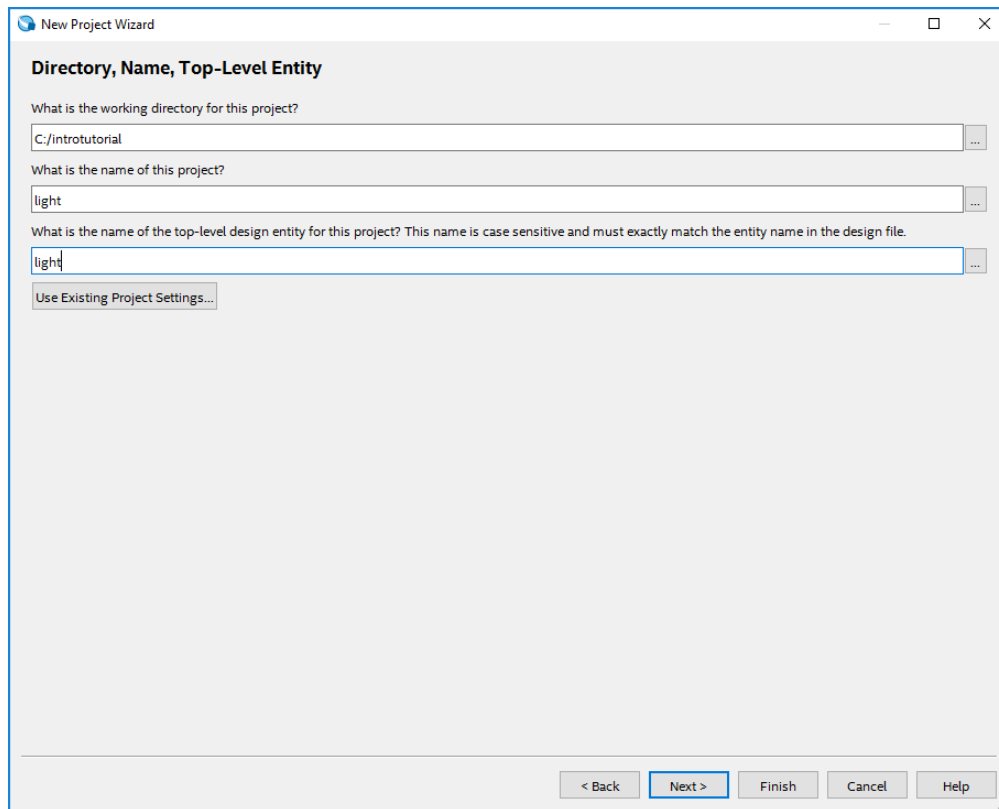 New Project Wizard
Directory, Name, Top-Level Entity
What is the working directory for this project?
C:/introtutorial
...
What is the name of this project?
light
...
What is the name of the top-level design entity for this project? This name is case sensitive and must exactly match the entity name in the design file.
light
...
Use Existing Project Settings...
< Back
Next >
Finish
Cancel
Help